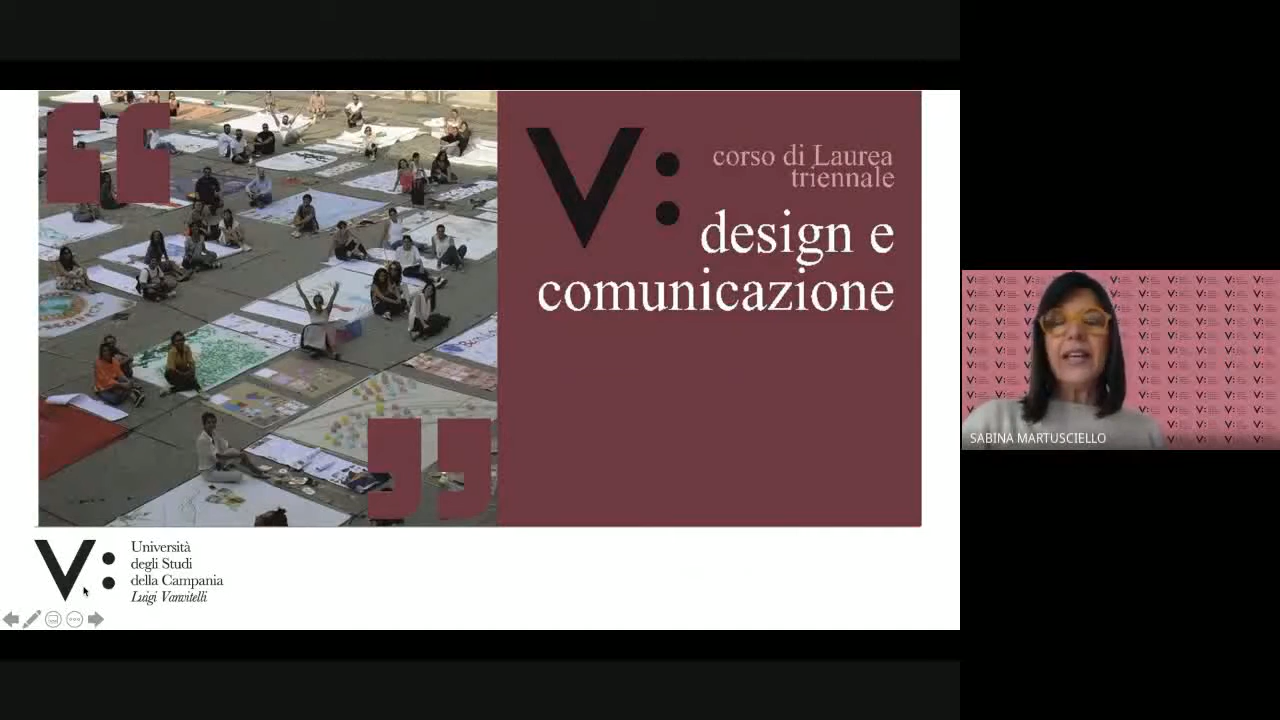 V:
corso di Laurea
triennale
design e
comunicazione
V:
Università
degli Studi
della Campania
Luigi Vanvitelli
SABINA MARTUSCIELLO